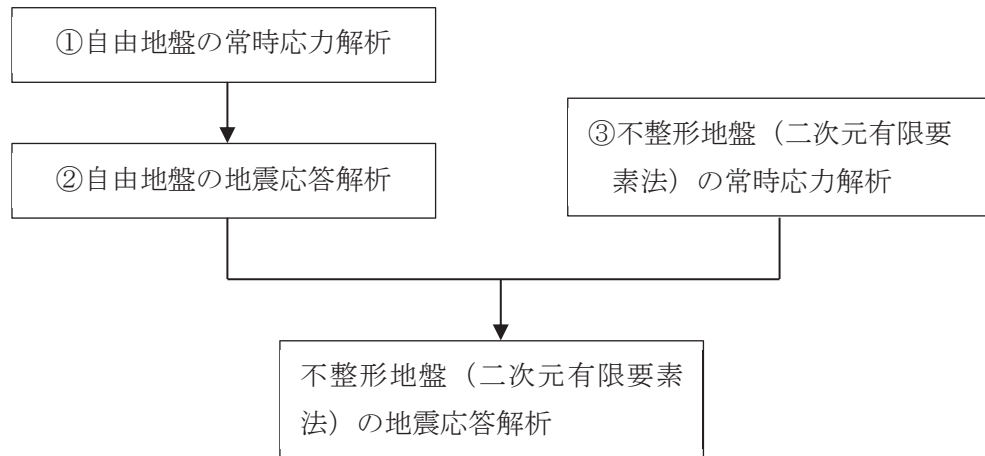 ①自由地盤の常時応力解析
②自由地盤の地震応答解析
③不整形地盤（二次元有限要
素法）の常時応力解析
不整形地盤（二次元有限要素
法）の地震応答解析